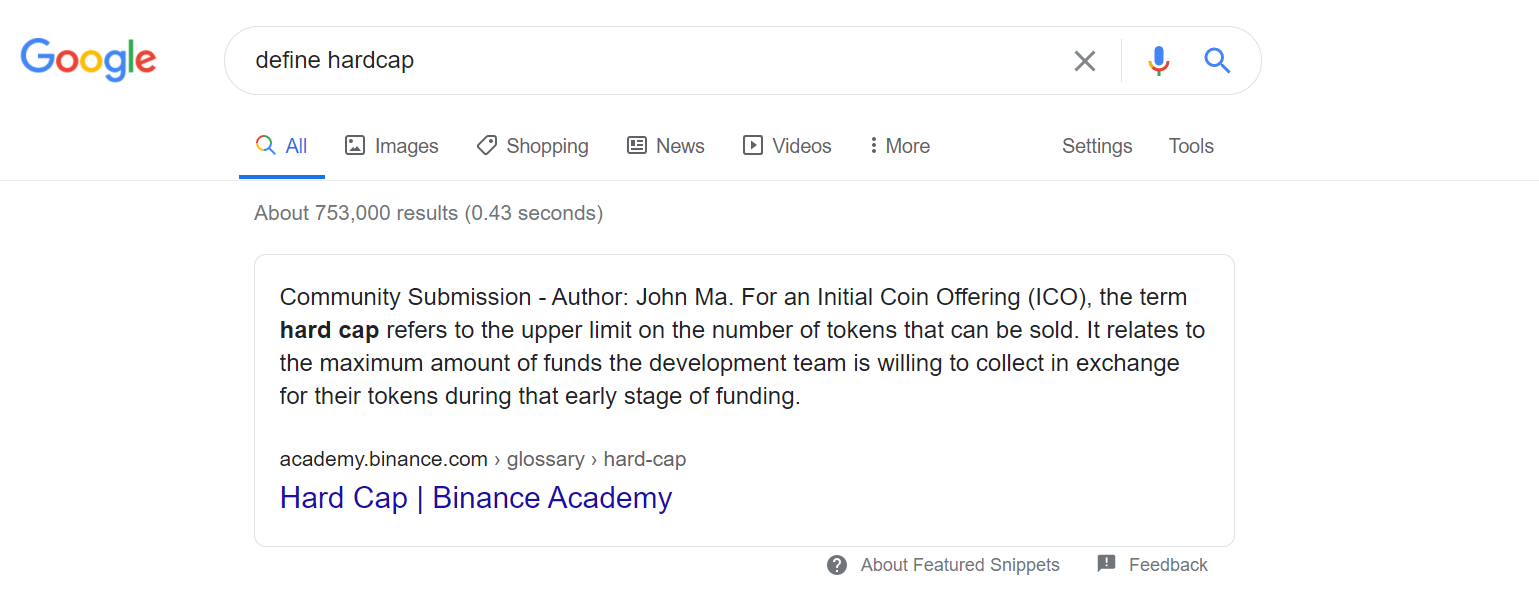 Google
define hardcap
All Images Shopping News Videos More Settings Tools
About 753,000 results (0.43 seconds)
Community Submission - Author: John Ma. For an Initial Coin Offering (ICO), the term
hard cap refers to the upper limit on the number of tokens that can be sold. It relates to
the maximum amount of funds the development team is willing to collect in exchange
for their tokens during that early stage of funding.
academy.binance.com › glossary › hard-cap
Hard Cap | Binance Academy
About Featured Snippets Feedback